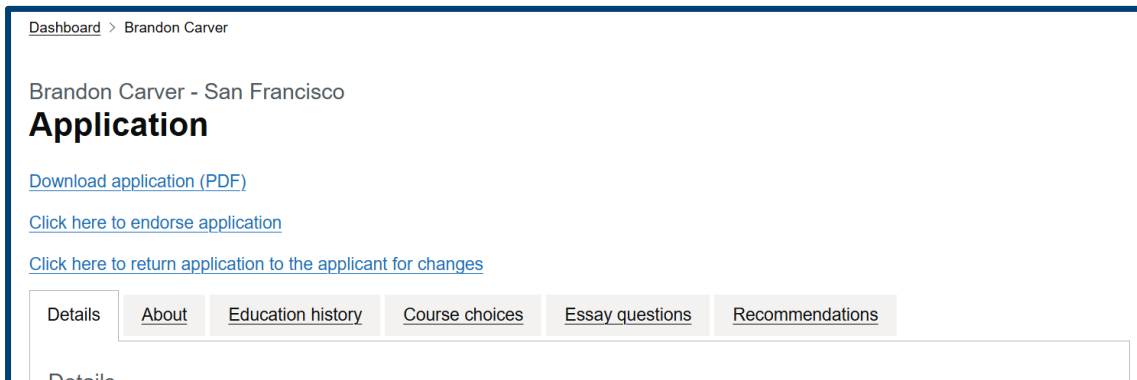 Dashboard > Brandon Carver
Brandon Carver - San Francisco
Application
Download application (PDF)
Click here to endorse application
Click here to return application to the applicant for changes
Details About Education history Course choices Essay questions Recommendations
Details